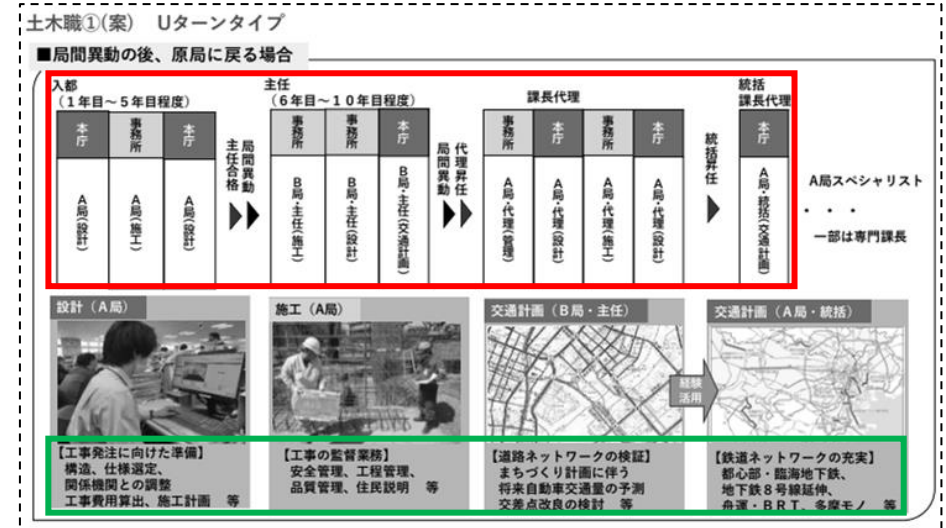 土木職①(案) Uターンタイプ
■局間異動の後、原局に戻る場合
入都
(1年目~5年目程度)
本庁
A局(設計)
事務所
A局(施工)
本庁
A局(設計)
局間異動
主任合格
主任
(6年目~10年目程度)
事務所
B局・主任(施工)
事務所
B局・主任(設計)
本庁
B局・主任(交通計画)
代理昇任
局間異動
課長代理
事務所
A局・代理(管理)
本庁
A局・代理(設計)
事務所
A局・代理(施工)
本庁
A局・代理(設計)
統括昇任
統括
課長代理
本庁
A局・統括(交通計画)
A局スペシャリスト
・・・
一部は専門課長
設計(A局)
【工事発注に向けた準備】
構造、仕様選定、
関係機関との調整
工事費用算出、施工計画 等
施工(A局)
【工事の監督業務】
安全管理、工程管理、
品質管理、住民説明 等
交通計画(B局・主任)
【道路ネットワークの検証】
まちづくり計画に伴う
将来自動車交通量の予測
交差点改良の検討 等
経験
活用
交通計画(A局・統括)
【鉄道ネットワークの充実】
都心部・臨海地下鉄、
地下鉄8号線延伸、
舟運・BRT、多摩モノ 等